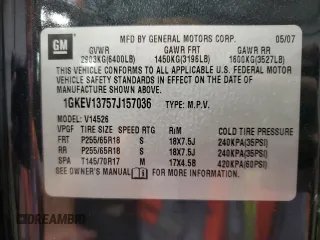 GM
MFD BY GENERAL MOTORS CORP. 05/07
GVWR GAWR FRT GAWR RR
2903KG(6400LB) 1450KG(3196LB) 1600KG(3527LB)
THIS VEHICLE CONFORMS TO ALL APPLICABLE U.S. FEDERAL
VEHICLE SAFETY STANDARDS IN EFFECT ON THE DATE OF
MANUFACTURE SHOWN ABOVE.
1GKEV13757J157036 TYPE: M.P.V.
MODEL: V14526
VPGF TIRE SIZE SPEED RTG RIM COLD TIRE PRESSURE
FRT P255/65R18 S 18X7.5J 240KPA(35PSI)
RR P255/65R18 S 18X7.5J 240KPA(35PSI)
SPA T145/70R17 M 17X4.5B 420KPA(60PSI)
SEE OWNER'S MANUAL FOR MORE INFORMATION.
© DREAMBID